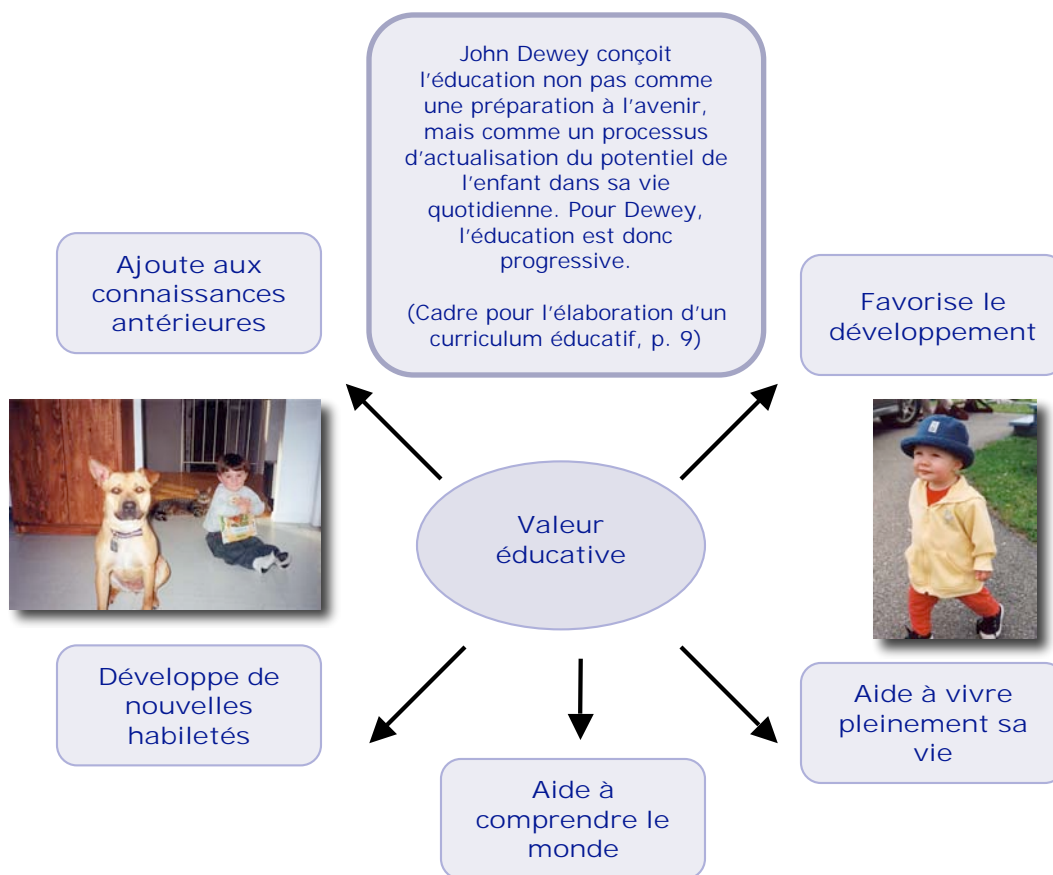 John Dewey conçoit
l’éducation non pas comme
une préparation à l’avenir,
mais comme un processus
d’actualisation du potentiel de
l’enfant dans sa vie
quotidienne. Pour Dewey,
l’éducation est donc
progressive.
(Cadre pour l’élaboration d’un
curriculum éducatif, p. 9)
Ajoute aux
connaissances
antérieures
Favorise le
développement
Valeur
éducative
Développe de
nouvelles
habiletés
Aide à
comprendre le
monde
Aide à vivre
pleinement sa
vie